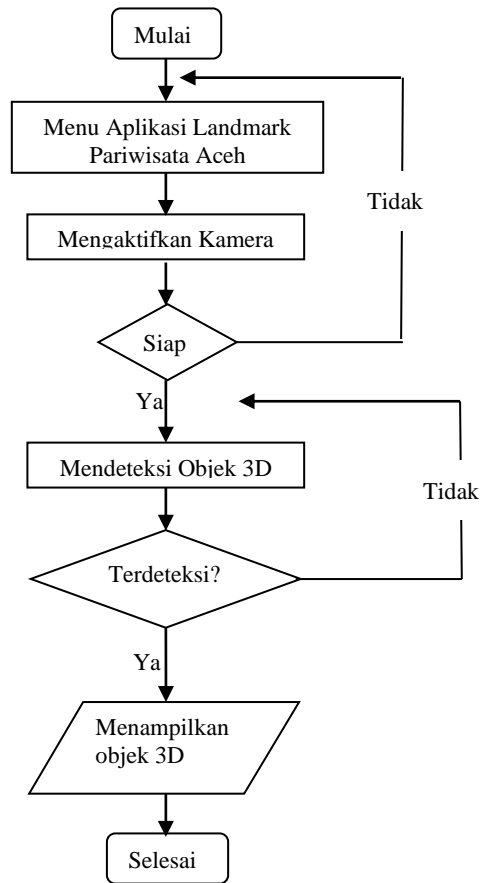 Mulai
Menu Aplikasi Landmark
Pariwisata Aceh
Tidak
Mengaktifkan Kamera
Siap
Ya
Mendeteksi Objek 3D
Tidak
Terdeteksi?
Ya
Menampilkan
objek 3D
Selesai